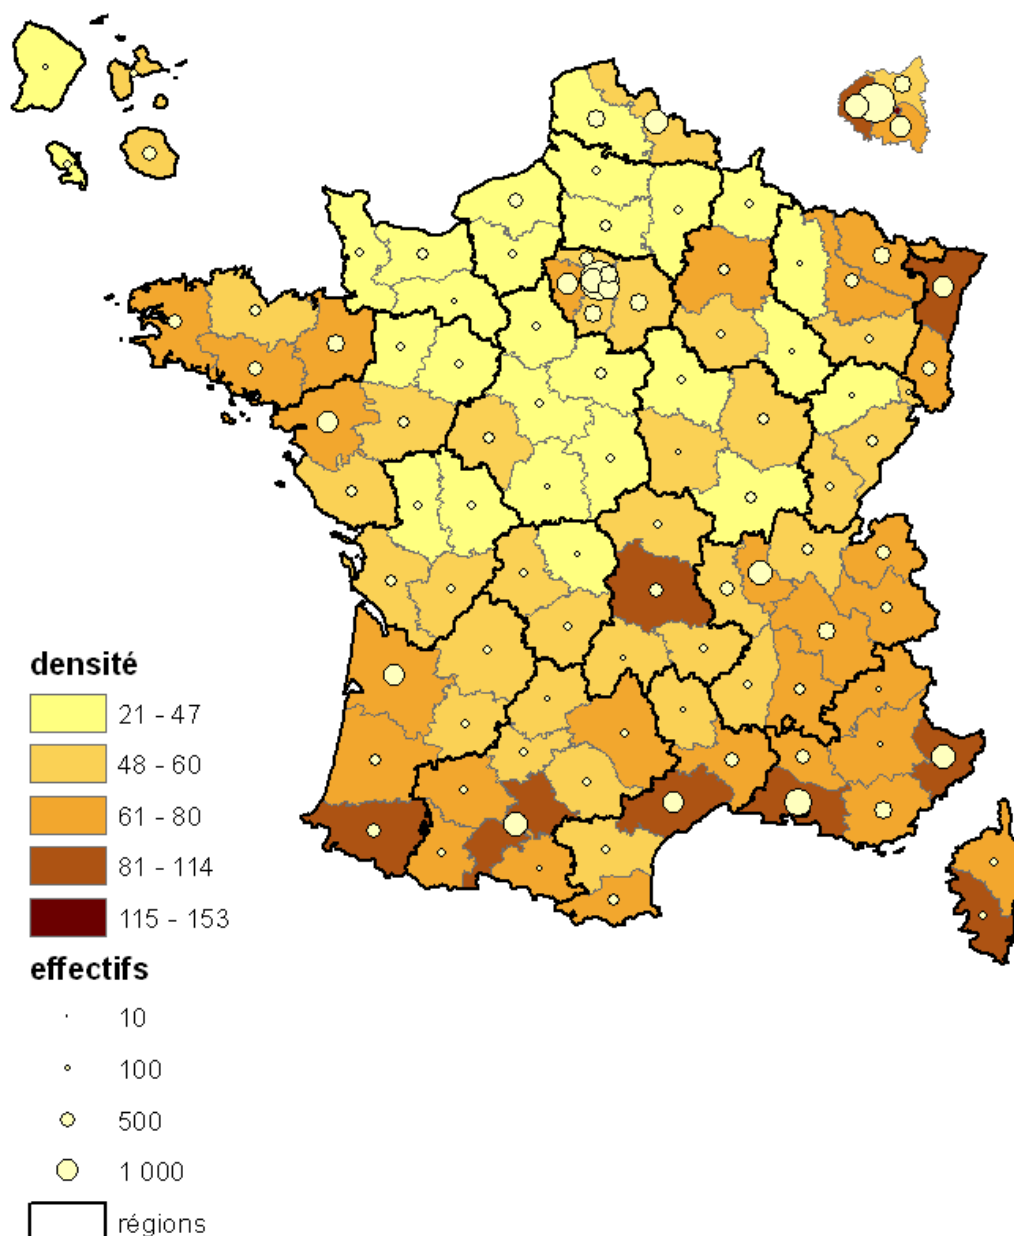 densité
21 - 47
48 - 60
61 - 80
81 - 114
115 - 153
effectifs
10
100
500
1 000
régions